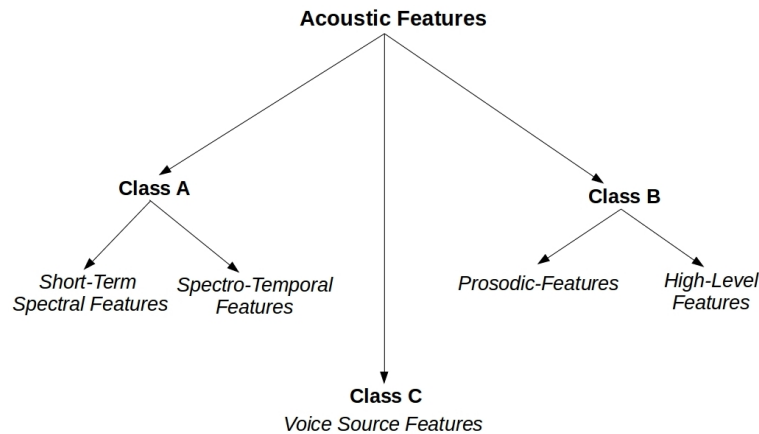 Acoustic Features
Class A
Class B
Short-Term
Spectral Features
Spectro-Temporal
Features
Prosodic-Features
High-Level
Features
Class C
Voice Source Features